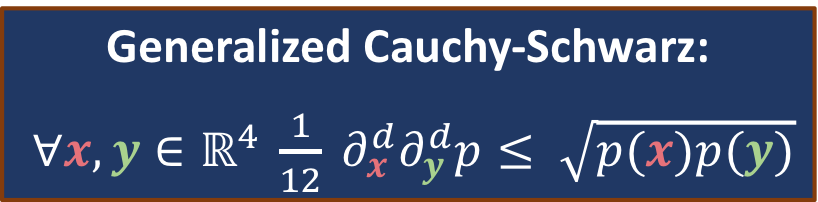 Generalized Cauchy-Schwarz:
∀x, y ∈ ℝ⁴ 1/12 ∂ₓᵈ∂ᵧᵈp ≤ √(p(x)p(y))